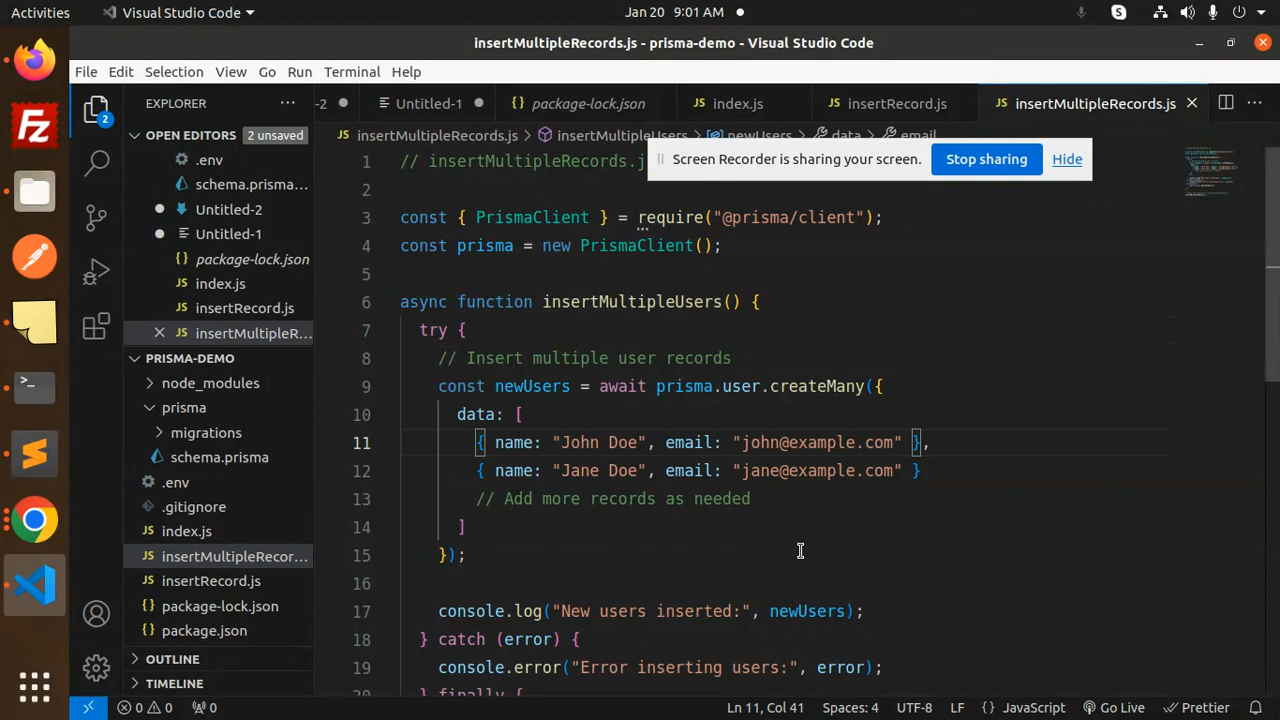 Activities
Visual Studio Code
Jan 20 9:01 AM
insertMultipleRecords.js - prisma-demo - Visual Studio Code
File Edit Selection View Go Run Terminal Help
EXPLORER
-2
Untitled-1
package-lock.json
index.js
insertRecord.js
insertMultipleRecords.js
insertMultipleRecords.js insertMultipleUsers newUsers data email
Screen Recorder is sharing your screen.
Stop sharing
Hide
2
OPEN EDITORS
2 unsaved
.env
schema.prisma...
Untitled-2
Untitled-1
package-lock.json
index.js
insertRecord.js
insertMultipleR...
PRISMA-DEMO
node_modules
prisma
migrations
schema.prisma
.env
.gitignore
index.js
insertMultipleRecor...
insertRecord.js
package-lock.json
package.json
OUTLINE
TIMELINE
1 // insertMultipleRecords.j
2
3 const { PrismaClient } = require("@prisma/client");
4 const prisma = new PrismaClient();
5
6 async function insertMultipleUsers() {
7 try {
8 // Insert multiple user records
9 const newUsers = await prisma.user.createMany({
10 data: [
11 { name: "John Doe", email: "john@example.com" },
12 { name: "Jane Doe", email: "jane@example.com" }
13 // Add more records as needed
14 ]
15 });
16
17 console.log("New users inserted:", newUsers);
18 } catch (error) {
19 console.error("Error inserting users:", error);
20 } finally {
0 0 0
Ln 11, Col 41
Spaces: 4
UTF-8
LF
{ } JavaScript
Go Live
Prettier